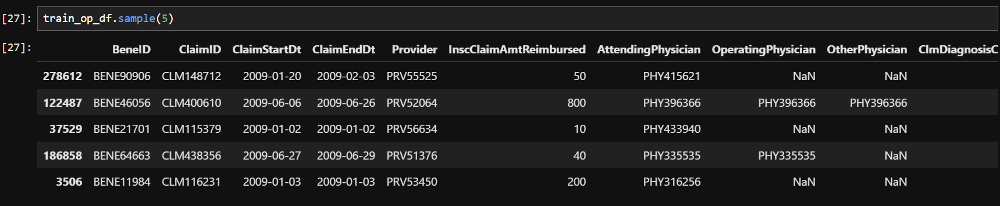 [27]: train_op_df.sample(5)
[27]: BeneID ClaimID ClaimStartDt ClaimEndDt Provider InscClaimAmtReimbursed AttendingPhysician OperatingPhysician OtherPhysician ClmDiagnosisC
278612 BENE90906 CLM148712 2009-01-20 2009-02-03 PRV55525 50 PHY415621 NaN NaN
122487 BENE46056 CLM400610 2009-06-06 2009-06-26 PRV52064 800 PHY396366 PHY396366 PHY396366
37529 BENE21701 CLM115379 2009-01-02 2009-01-02 PRV56634 10 PHY433940 NaN NaN
186858 BENE64663 CLM438356 2009-06-27 2009-06-29 PRV51376 40 PHY335535 PHY335535 NaN
3506 BENE11984 CLM116231 2009-01-03 2009-01-03 PRV53450 200 PHY316256 NaN NaN